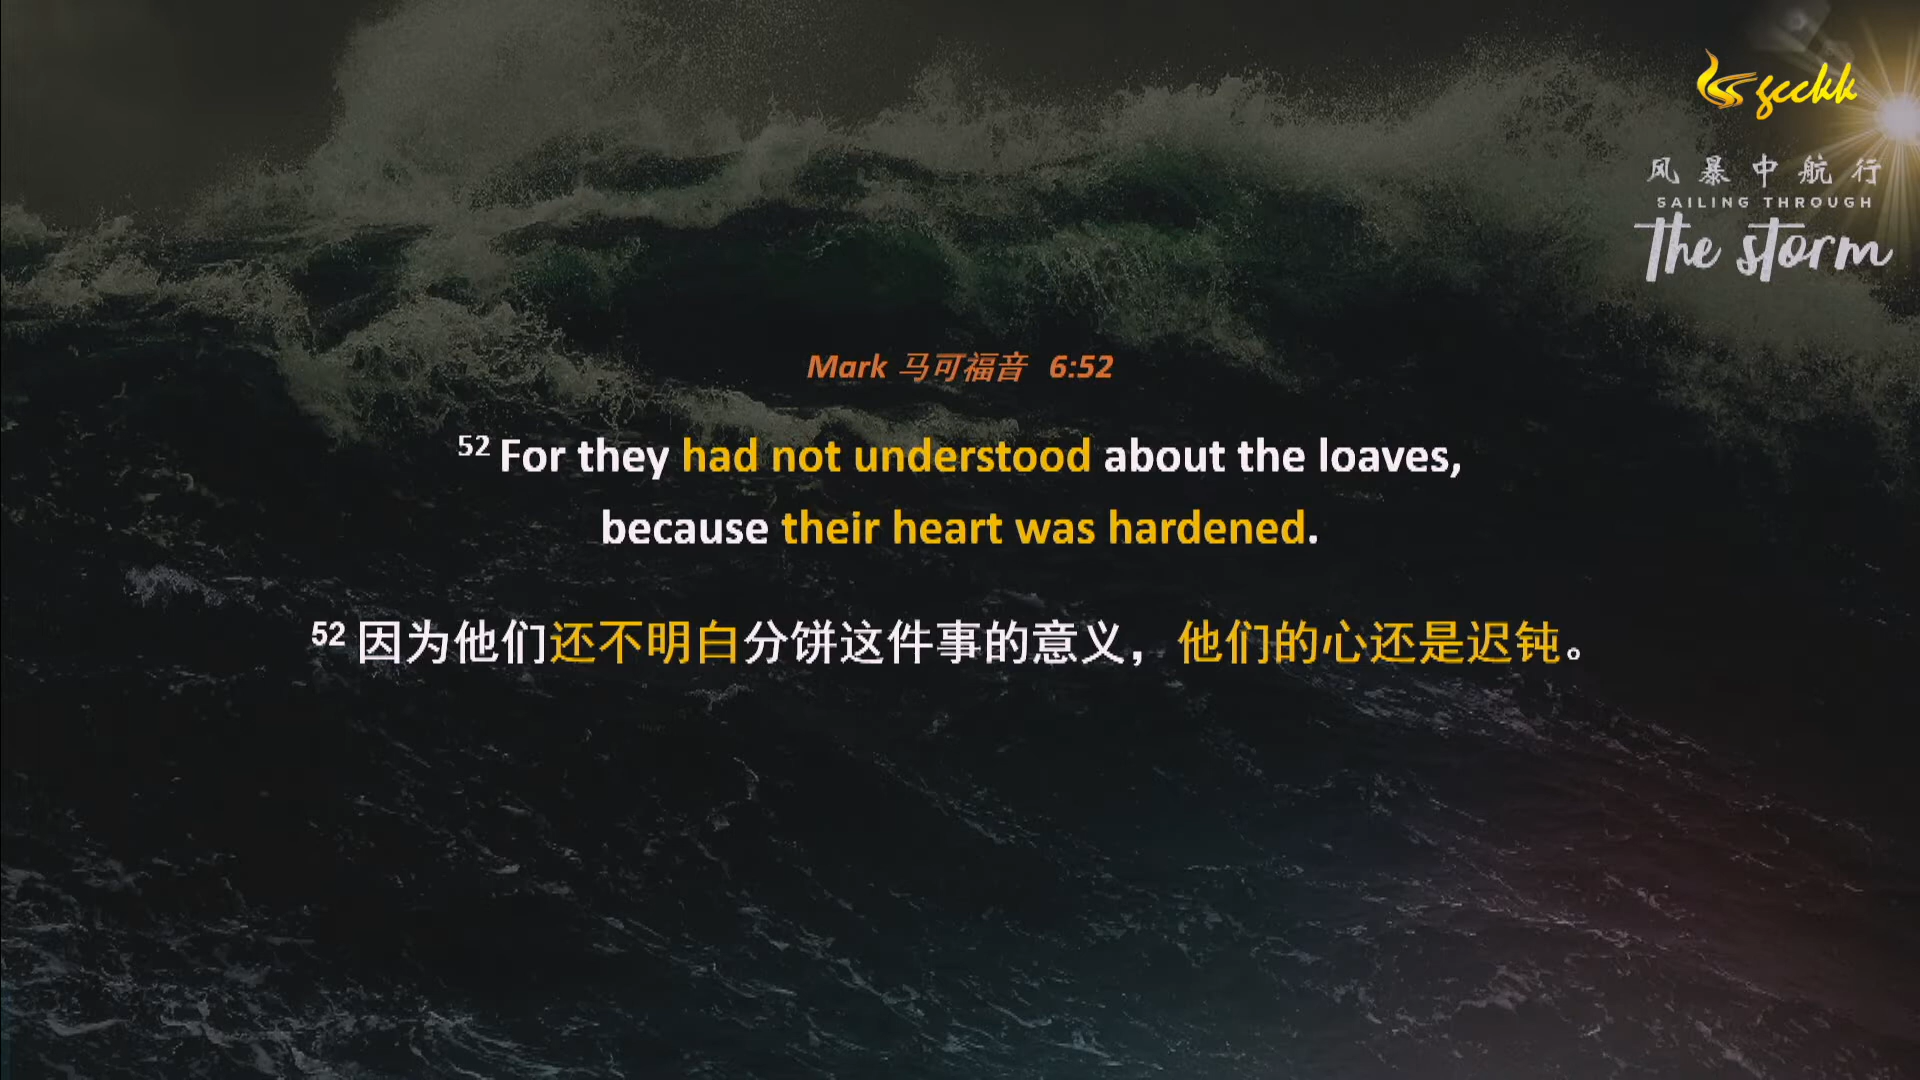 gcckk
风暴中航行
SAILING THROUGH
The storm
Mark 马可福音 6:52
52 For they had not understood about the loaves,
because their heart was hardened.
52 因为他们还不明白分饼这件事的意义，他们的心还是迟钝。